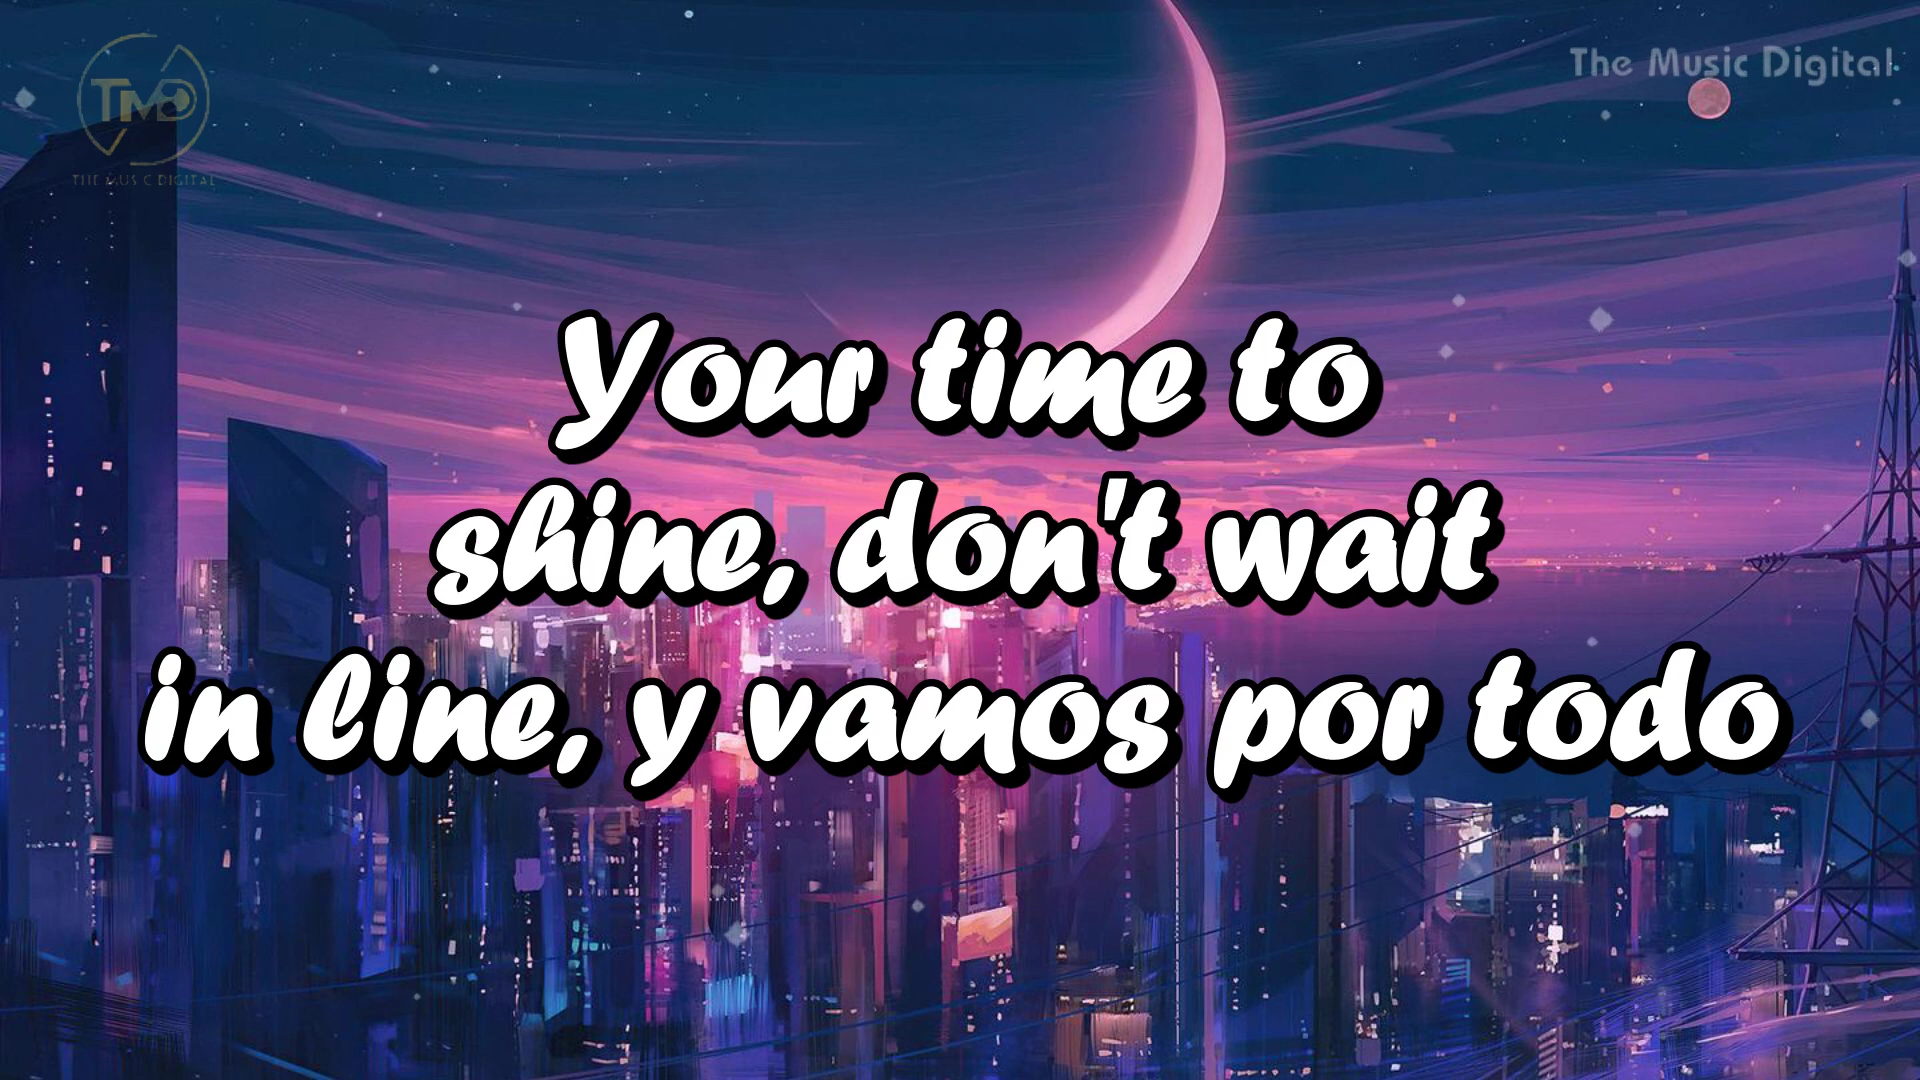 TMD
THE MUSIC DIGITAL
The Music Digital
Your time to
shine, don't wait
in line, y vamos por todo